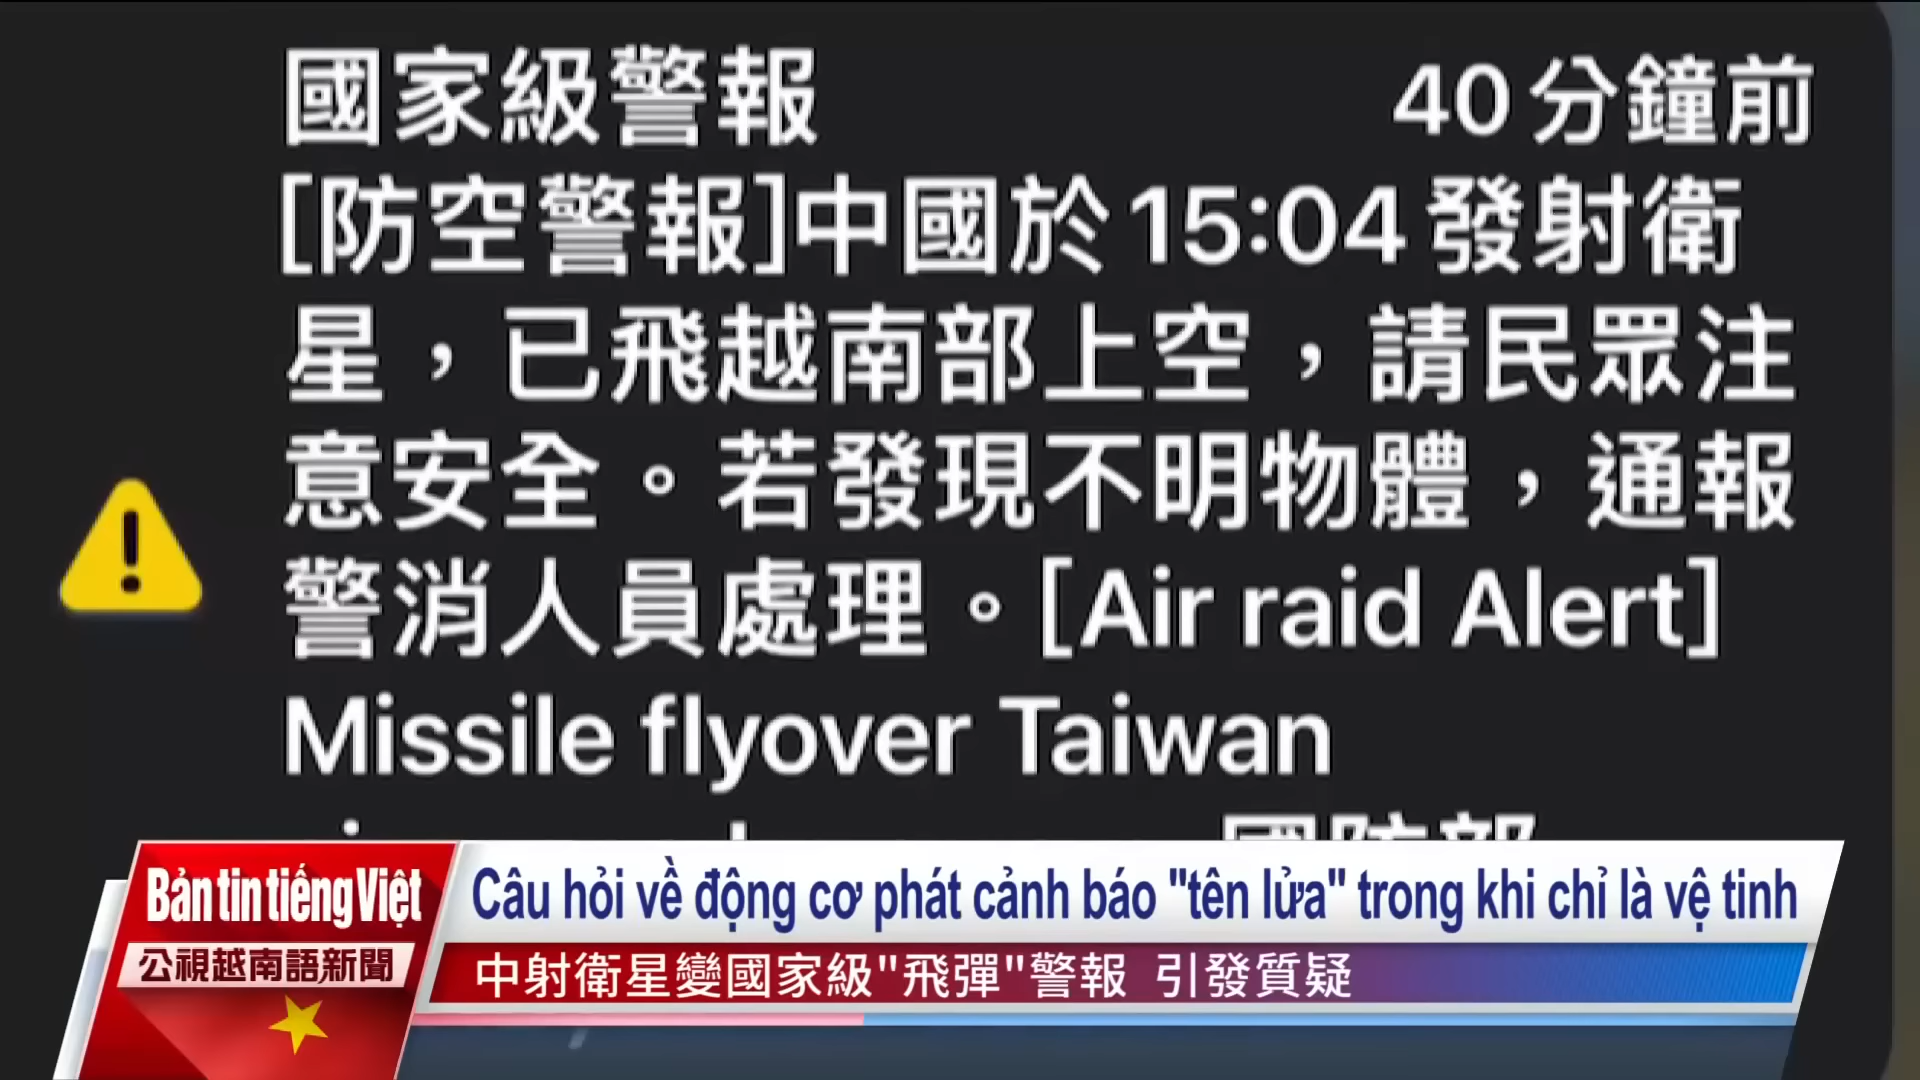 國家級警報 40分鐘前
[防空警報]中國於15:04發射衛
星，已飛越南部上空，請民眾注
意安全。若發現不明物體，通報
警消人員處理。[Air raid Alert]
Missile flyover Taiwan
國防部
Bản tin tiếng Việt
公視越南語新聞
Câu hỏi về động cơ phát cảnh báo "tên lửa" trong khi chỉ là vệ tinh
中射衛星變國家級"飛彈"警報 引發質疑